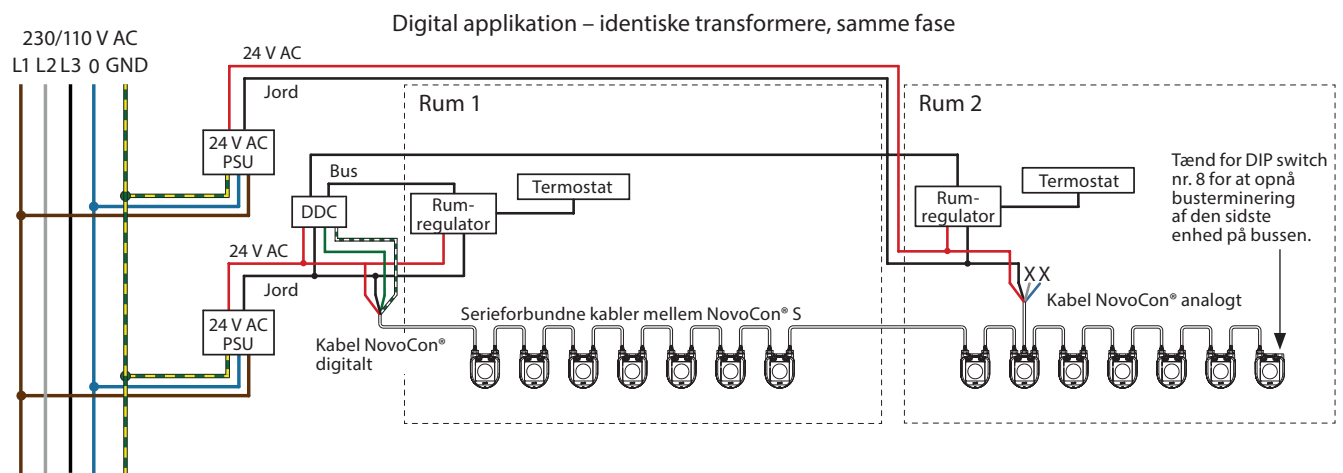 Digital applikation – identiske transformere, samme fase
230/110 V AC
L1 L2 L3 0 GND
24 V AC
Jord
24 V AC
PSU
Rum 1
Rum 2
Bus
Termostat
DDC
Rum-
regulator
Termostat
Rum-
regulator
Tænd for DIP switch
nr. 8 for at opnå
busterminering
af den sidste
enhed på bussen.
24 V AC
Jord
24 V AC
PSU
X X
Kabel NovoCon® analogt
Serieforbundne kabler mellem NovoCon® S
Kabel NovoCon®
digitalt